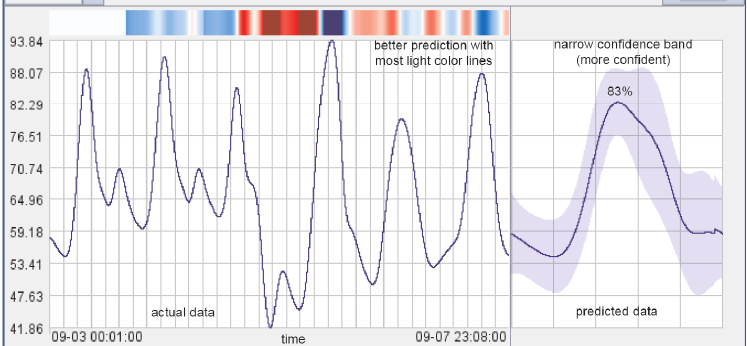 93.84
88.07
82.29
76.51
70.74
64.96
59.18
53.41
47.63
41.86
better prediction with
most light color lines
actual data
09-03 00:01:00
time
09-07 23:08:00
narrow confidence band
(more confident)
83%
predicted data